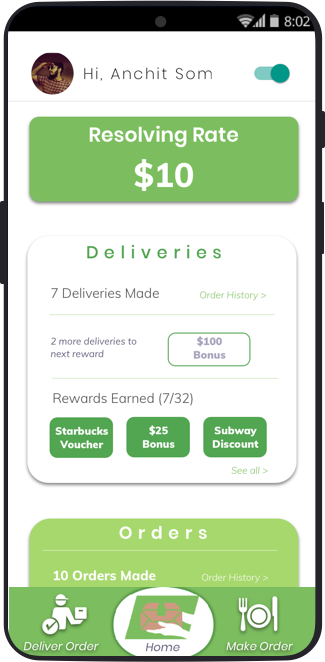 8:02
Hi, Anchit Som
Resolving Rate
$10
Deliveries
7 Deliveries Made
Order History >
2 more deliveries to
next reward
$100
Bonus
Rewards Earned (7/32)
Starbucks
Voucher
$25
Bonus
Subway
Discount
See all >
Orders
10 Orders Made
Order History >
Deliver Order
Home
Make Order